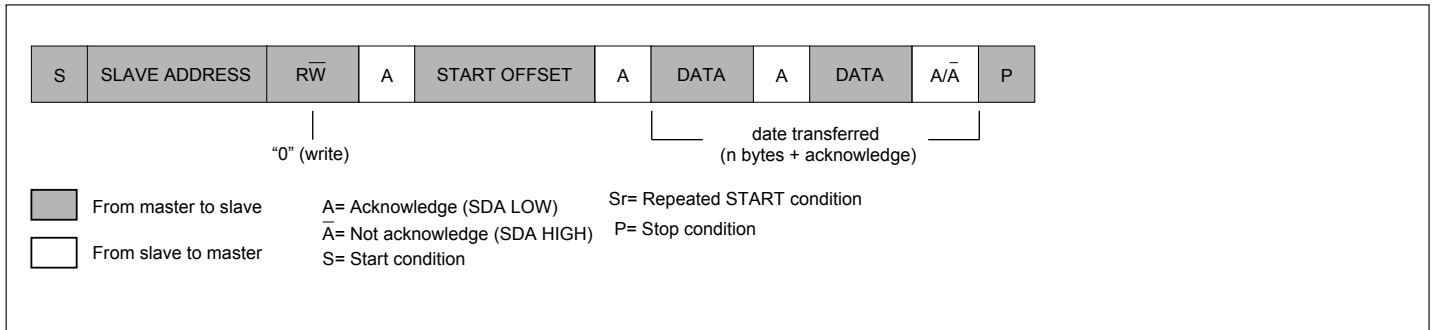 S SLAVE ADDRESS RW̅ A START OFFSET A DATA A DATA A/A̅ P
“0” (write)
date transferred
(n bytes + acknowledge)
From master to slave
From slave to master
A= Acknowledge (SDA LOW)
A̅= Not acknowledge (SDA HIGH)
S= Start condition
Sr= Repeated START condition
P= Stop condition